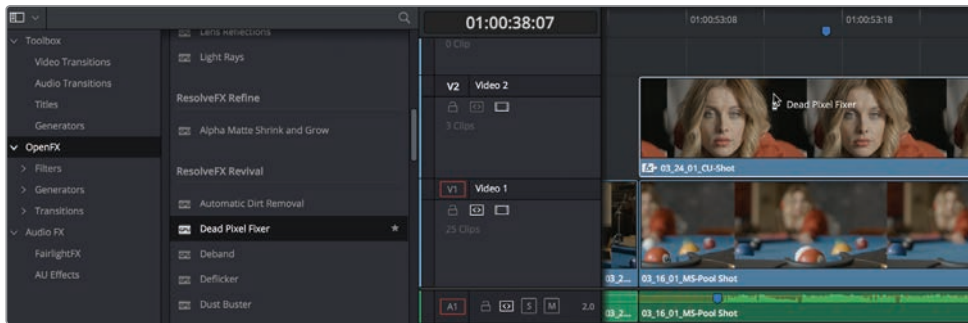 01:00:38:07
01:00:53:08
01:00:53:18
Toolbox
Video Transitions
Audio Transitions
Titles
Generators
OpenFX
Filters
Generators
Transitions
Audio FX
FairlightFX
AU Effects
Lens Reflections
Light Rays
ResolveFX Refine
Alpha Matte Shrink and Grow
ResolveFX Revival
Automatic Dirt Removal
Dead Pixel Fixer
Deband
Deflicker
Dust Buster
0 Clip
V2 Video 2
3 Clips
V1 Video 1
25 Clips
A1 S M 2.0
Dead Pixel Fixer
03_24_01_CU-Shot
03_2... 03_16_01_MS-Pool Shot
03_2... 03_16_01_MS-Pool Shot